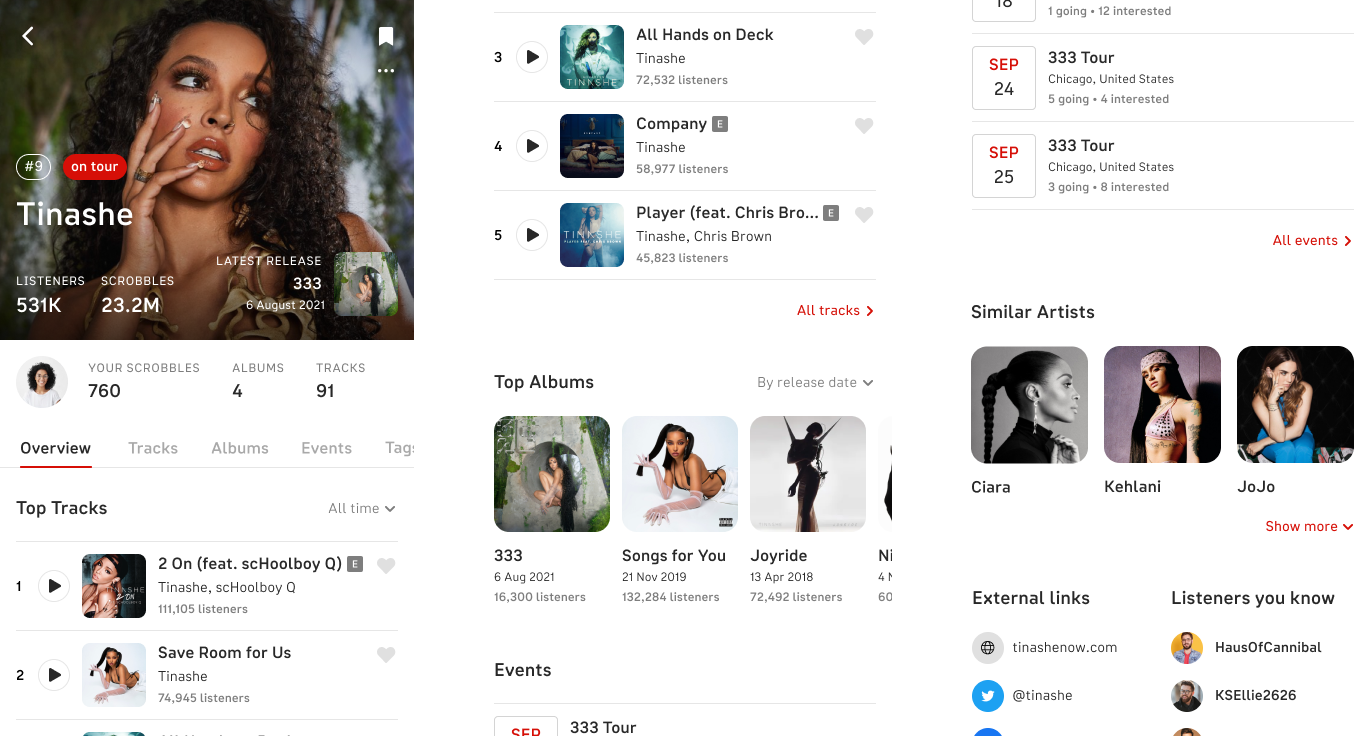 #9
on tour
Tinashe
LISTENERS
531K
SCROBBLES
23.2M
LATEST RELEASE
333
6 August 2021
YOUR SCROBBLES
760
ALBUMS
4
TRACKS
91
Overview Tracks Albums Events Tags
Top Tracks
All time
1
2 On (feat. scHoolboy Q) E
Tinashe, scHoolboy Q
111,105 listeners
2
Save Room for Us
Tinashe
74,945 listeners
3
TINASHE
All Hands on Deck
Tinashe
72,532 listeners
4
Company E
Tinashe
58,977 listeners
5
TINASHE
Player (feat. Chris Bro... E
Tinashe, Chris Brown
45,823 listeners
All tracks
Top Albums
By release date
333
6 Aug 2021
16,300 listeners
Songs for You
21 Nov 2019
132,284 listeners
Joyride
13 Apr 2018
72,492 listeners
Ni
4 N
60
Events
SEP
333 Tour
18
1 going • 12 interested
SEP
24
333 Tour
Chicago, United States
5 going • 4 interested
SEP
25
333 Tour
Chicago, United States
3 going • 8 interested
All events
Similar Artists
Ciara
Kehlani
JoJo
Show more
External links
tinashenow.com
@tinashe
Listeners you know
HausOfCannibal
KSEllie2626